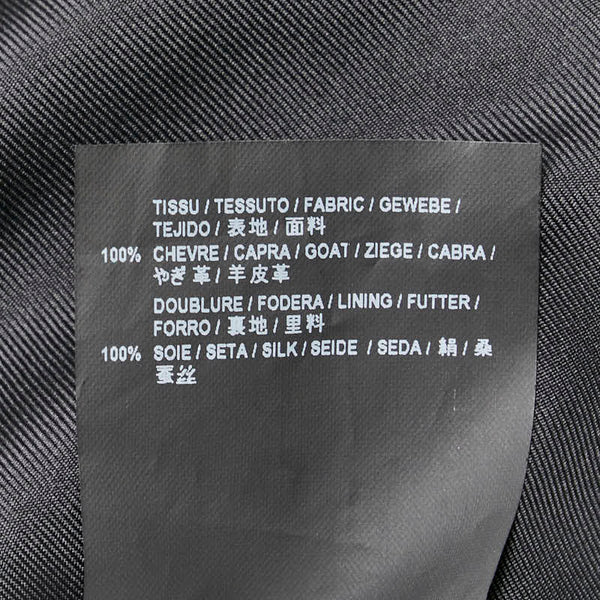 TISSU / TESSUTO / FABRIC / GEWEBE /
TEJIDO / 表地 / 面料
100% CHEVRE / CAPRA / GOAT / ZIEGE / CABRA /
やぎ革 / 羊皮革
DOUBLURE / FODERA / LINING / FUTTER /
FORRO / 裏地 / 里料
100% SOIE / SETA / SILK / SEIDE / SEDA / 絹 / 桑
蚕丝